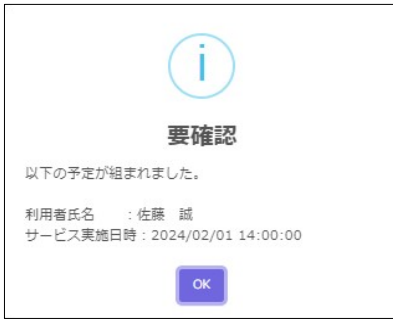 i
要確認
以下の予定が組まれました。
利用者氏名　：佐藤　誠
サービス実施日時：2024/02/01 14:00:00
OK